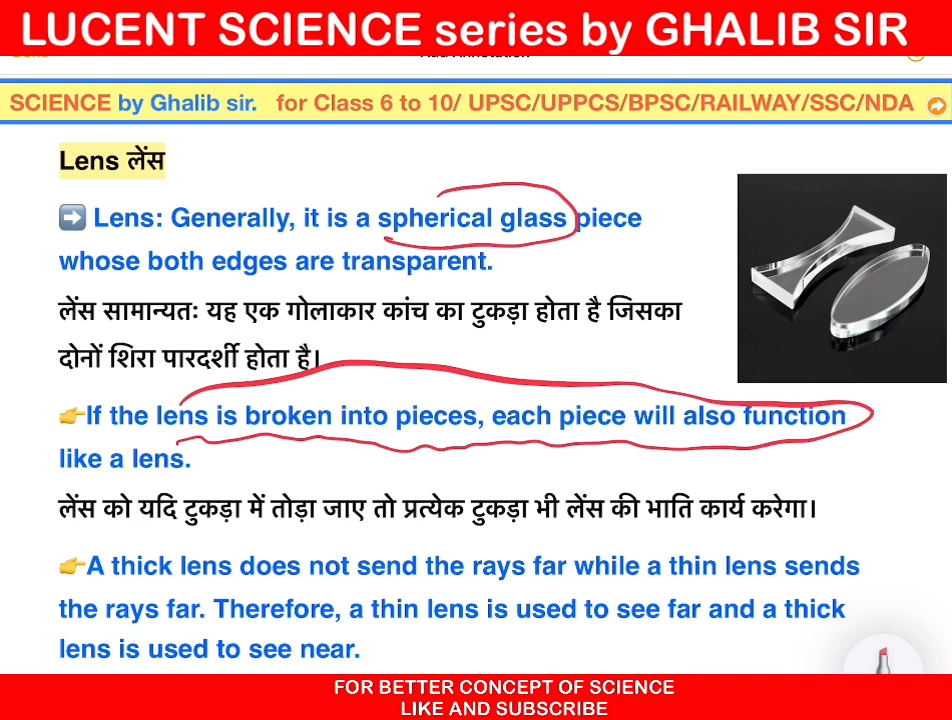 LUCENT SCIENCE series by GHALIB SIR
SCIENCE by Ghalib sir. for Class 6 to 10/ UPSC/UPPCS/BPSC/RAILWAY/SSC/NDA
Lens लेंस
➡️ Lens: Generally, it is a spherical glass piece
whose both edges are transparent.
लेंस सामान्यतः यह एक गोलाकार कांच का टुकड़ा होता है जिसका
दोनों शिरा पारदर्शी होता है।
👉If the lens is broken into pieces, each piece will also function
like a lens.
लेंस को यदि टुकड़ा में तोड़ा जाए तो प्रत्येक टुकड़ा भी लेंस की भाति कार्य करेगा।
👉A thick lens does not send the rays far while a thin lens sends
the rays far. Therefore, a thin lens is used to see far and a thick
lens is used to see near.
FOR BETTER CONCEPT OF SCIENCE
LIKE AND SUBSCRIBE